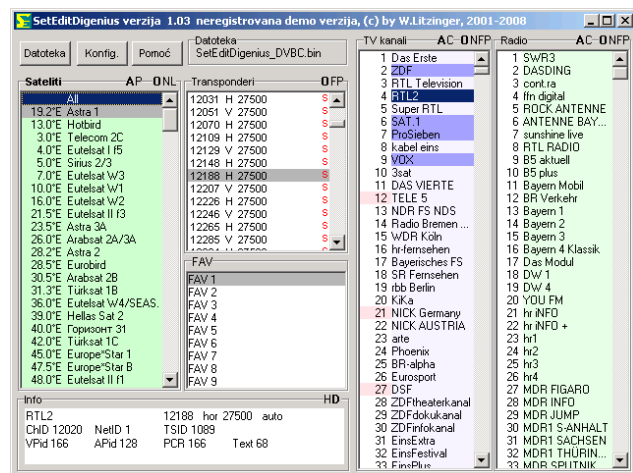 SetEditDigenius verzija 1.03 neregistrovana demo verzija, (c) by W.Litzinger, 2001-2008
Datoteka
Konfig.
Pomoć
Datoteka
SetEditDigenius_DVBC.bin
Sateliti AP ONL
All
19.2°E Astra 1
13.0°E Hotbird
3.0°E Telecom 2C
4.0°E Eutelsat I f5
5.0°E Sirius 2/3
7.0°E Eutelsat W3
10.0°E Eutelsat W1
16.0°E Eutelsat W2
21.5°E Eutelsat II f3
23.5°E Astra 3A
26.0°E Arabsat 2A/3A
28.2°E Astra 2
28.5°E Eurobird
30.5°E Arabsat 2B
31.3°E Türksat 1B
36.0°E Eutelsat W4/SEAS.
39.0°E Hellas Sat 2
40.0°E Горизонт 31
42.0°E Türksat 1C
45.0°E Europe*Star 1
47.5°E Europe*Star B
48.0°E Eutelsat II f1
Transponderi OFP
12031 H 27500 S
12051 V 27500 S
12070 H 27500 S
12109 H 27500 S
12129 V 27500 S
12148 H 27500 S
12188 H 27500 S
12207 V 27500 S
12226 H 27500 S
12246 V 27500 S
12265 H 27500 S
12285 V 27500 S
FAV
FAV 1
FAV 2
FAV 3
FAV 4
FAV 5
FAV 6
FAV 7
FAV 8
FAV 9
TV kanali AC ONFP
1 Das Erste
2 ZDF
3 RTL Television
4 RTL2
5 Super RTL
6 SAT.1
7 ProSieben
8 kabel eins
9 VOX
10 3sat
11 DAS VIERTE
12 TELE 5
13 NDR FS NDS
14 Radio Bremen ...
15 WDR Köln
16 hr-fernsehen
17 Bayerisches FS
18 SR Fernsehen
19 rbb Berlin
20 KiKa
21 NICK Germany
22 NICK AUSTRIA
23 arte
24 Phoenix
25 BR-alpha
26 Eurosport
27 DSF
28 ZDFtheaterkanal
29 ZDFdokukanal
30 ZDFinfokanal
31 EinsExtra
32 EinsFestival
33 EinsPlus
Radio AC ONFP
1 SWR3
2 DASDING
3 cont.ra
4 ffn digital
5 ROCK ANTENNE
6 ANTENNE BAY...
7 sunshine live
8 RTL RADIO
9 B5 aktuell
10 B5 plus
11 Bayern Mobil
12 BR Verkehr
13 Bayern 1
14 Bayern 2
15 Bayern 3
16 Bayern 4 Klassik
17 Das Modul
18 DW 1
19 DW 4
20 YOU FM
21 hr iNFO
22 hr iNFO +
23 hr1
24 hr2
25 hr3
26 hr4
27 MDR FIGARO
28 MDR INFO
29 MDR JUMP
30 MDR1 S-ANHALT
31 MDR1 SACHSEN
32 MDR1 THÜRIN...
33 MDR SPUTNIK
Info HD
RTL2 12188 hor 27500 auto
ChID 12020 NetID 1 TSID 1089
VPid 166 APid 128 PCR 166 Text 68